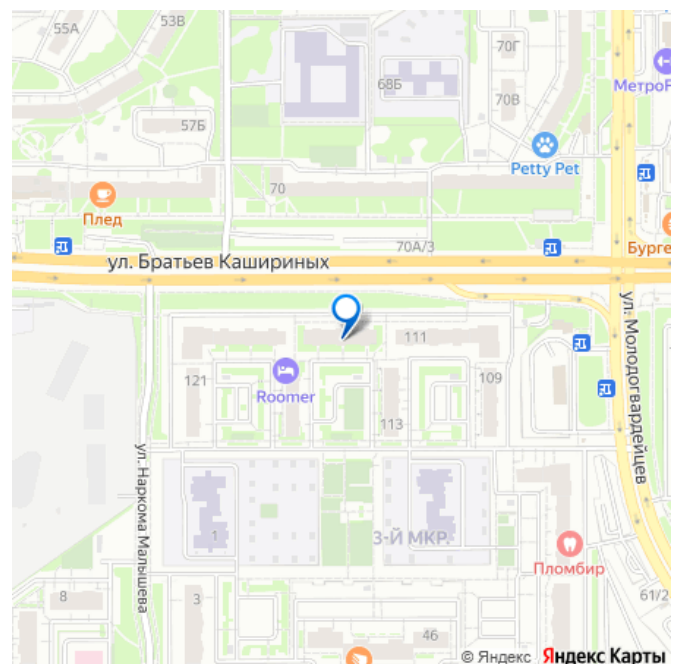 55А
53В
70Г
68Б
МетроF
70В
57Б
Petty Pet
70
Плед
70А/3
Бурге
ул. Братьев Кашириных
ул. Молодогвардейцев
111
121
109
Roomer
113
ул. Наркома Малышева
3-Й МКР.
1
Пломбир
8
3
61/2
46
© Яндекс Яндекс Карты